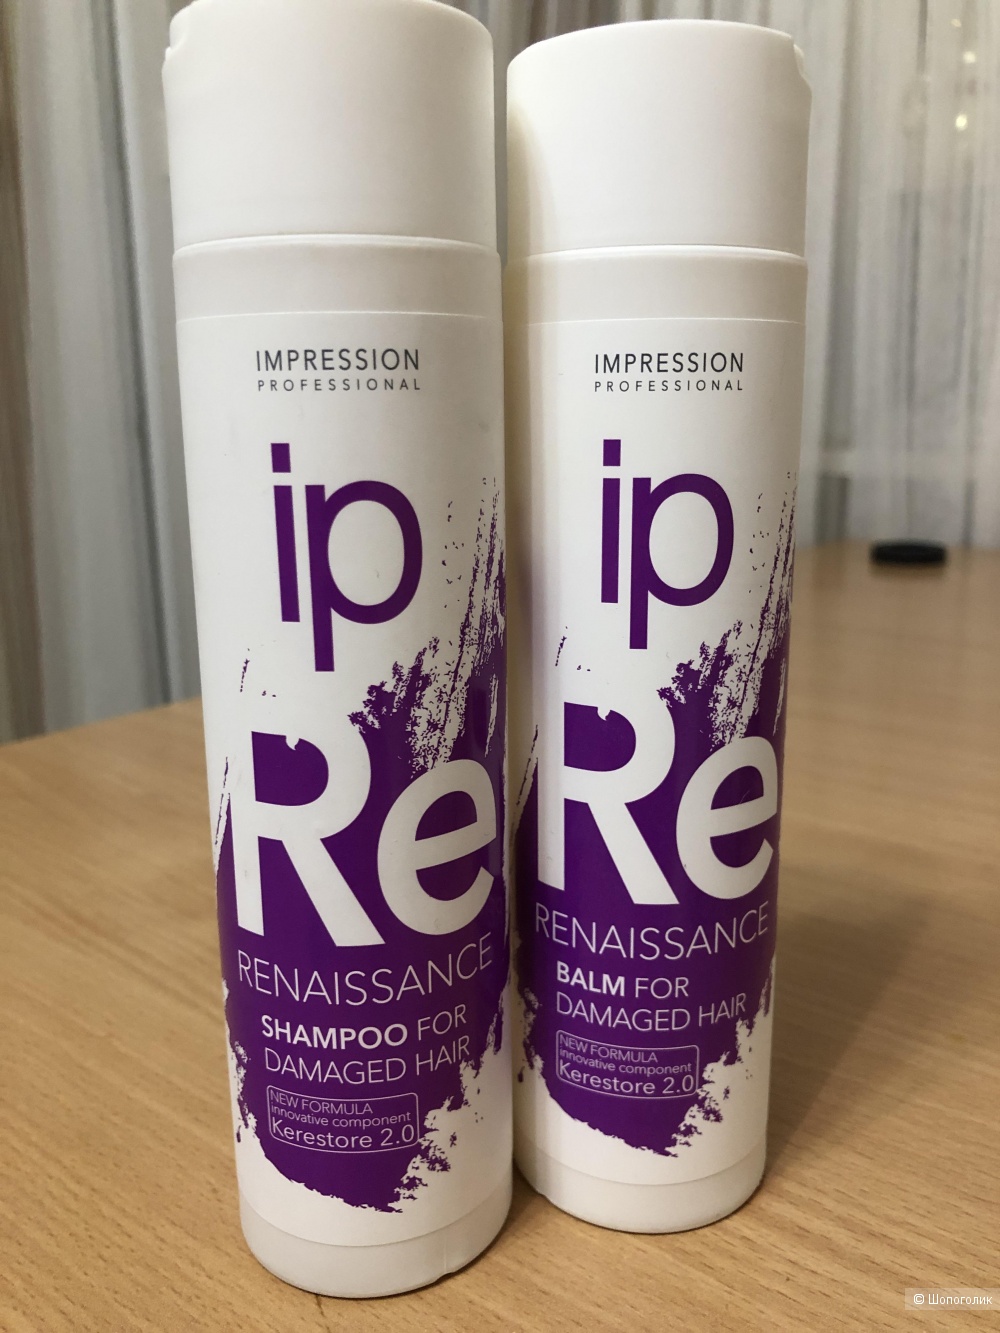 IMPRESSION
PROFESSIONAL
ip
Re
RENAISSANCE
SHAMPOO FOR
DAMAGED HAIR
NEW FORMULA
innovative component
Kerestore 2.0
IMPRESSION
PROFESSIONAL
ip
Re
RENAISSANCE
BALM FOR
DAMAGED HAIR
NEW FORMULA
innovative component
Kerestore 2.0
© Шопоголик